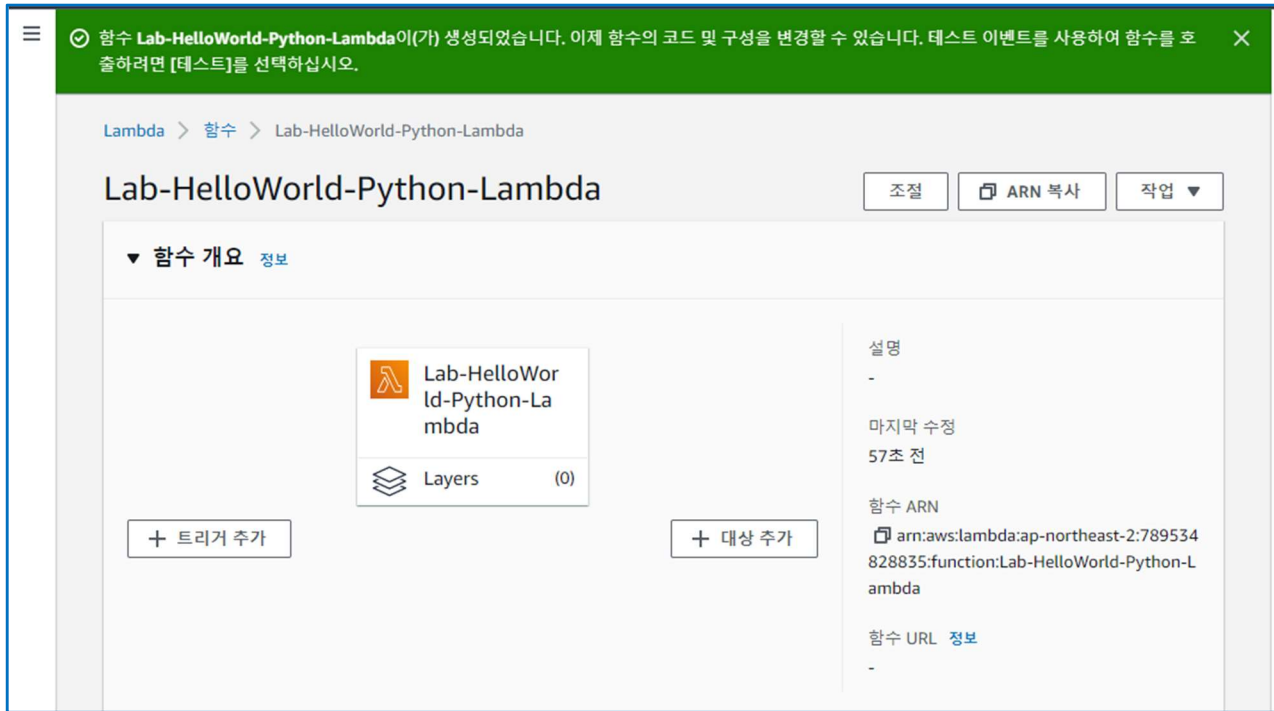 함수 Lab-HelloWorld-Python-Lambda이(가) 생성되었습니다. 이제 함수의 코드 및 구성을 변경할 수 있습니다. 테스트 이벤트를 사용하여 함수를 호
출하려면 [테스트]를 선택하십시오.
Lambda > 함수 > Lab-HelloWorld-Python-Lambda
Lab-HelloWorld-Python-Lambda
조절
ARN 복사
작업
함수 개요 정보
Lab-HelloWor
ld-Python-La
mbda
Layers (0)
+ 트리거 추가
+ 대상 추가
설명
-
마지막 수정
57초 전
함수 ARN
arn:aws:lambda:ap-northeast-2:789534
828835:function:Lab-HelloWorld-Python-L
ambda
함수 URL 정보
-